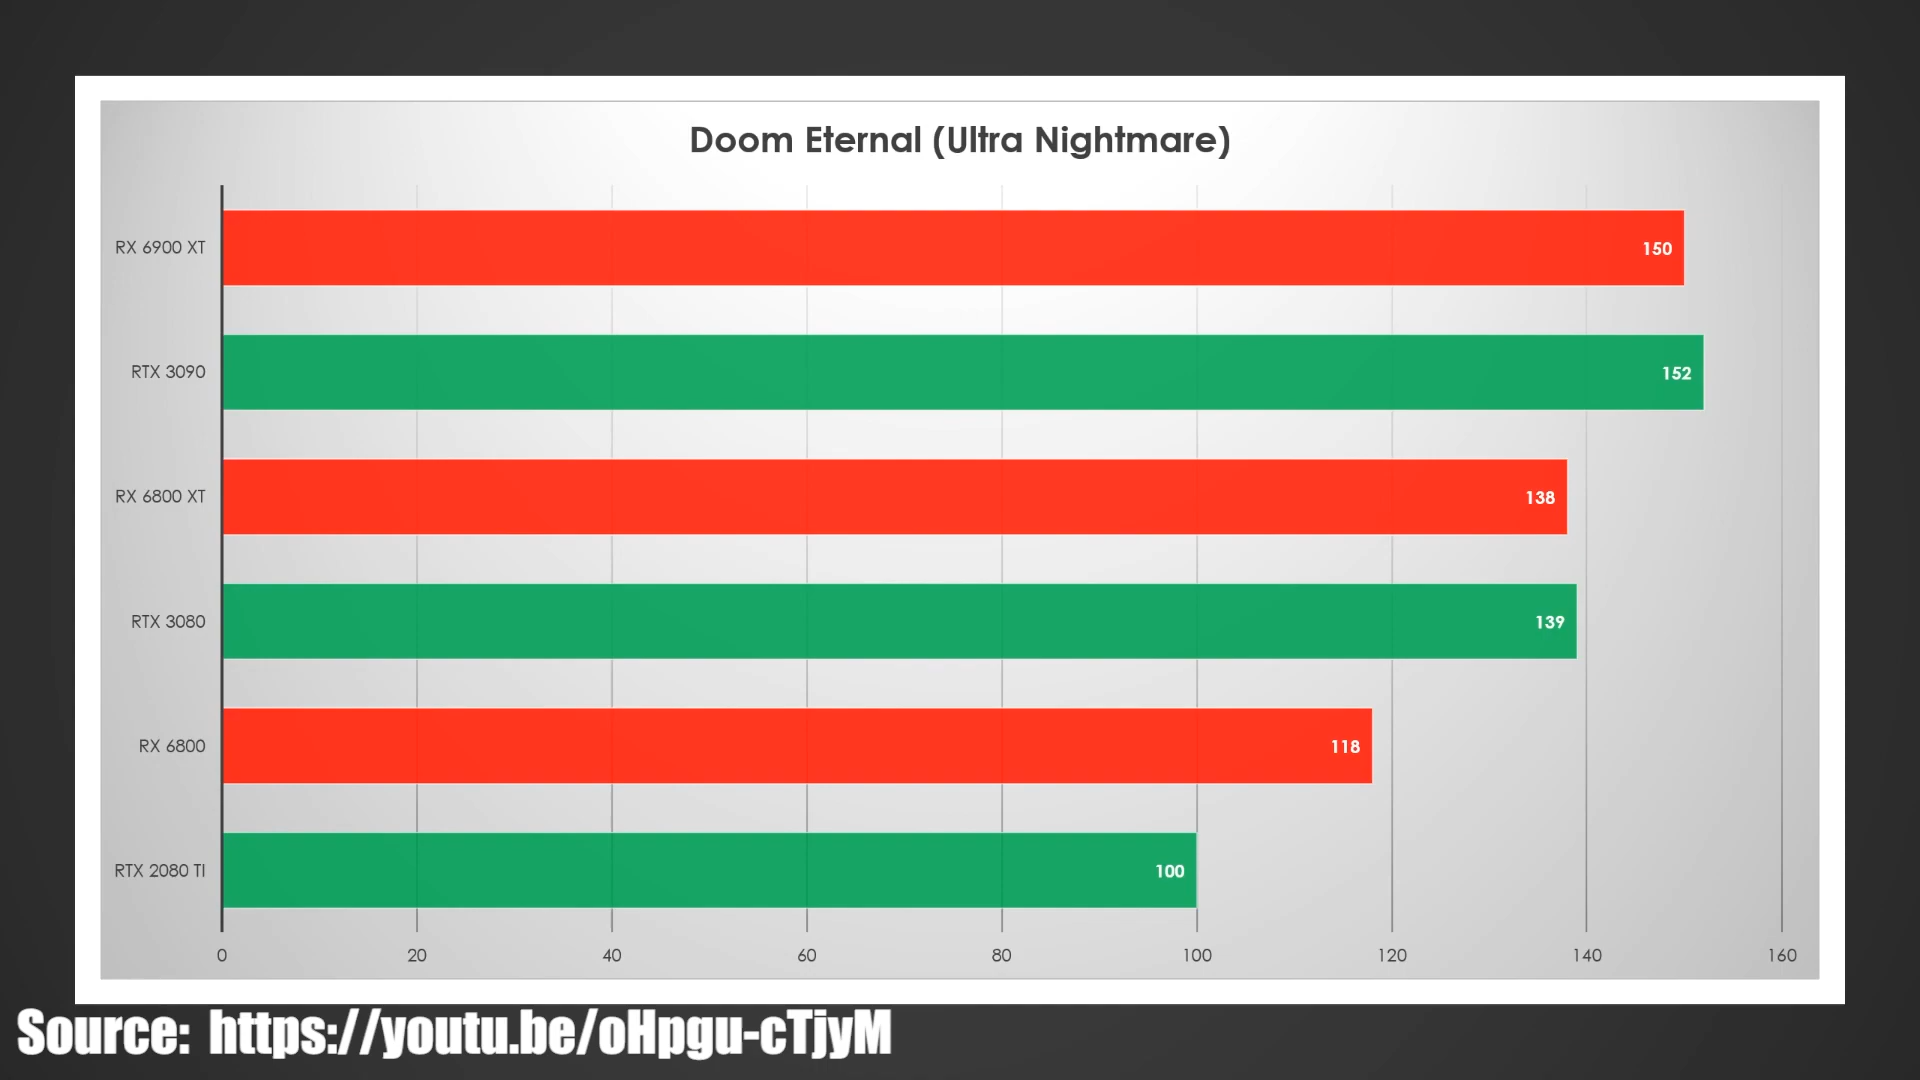 Doom Eternal (Ultra Nightmare)
RX 6900 XT
150
RTX 3090
152
RX 6800 XT
138
RTX 3080
139
RX 6800
118
RTX 2080 TI
100
0 20 40 60 80 100 120 140 160
Source: https://youtu.be/oHpgu-cTjyM